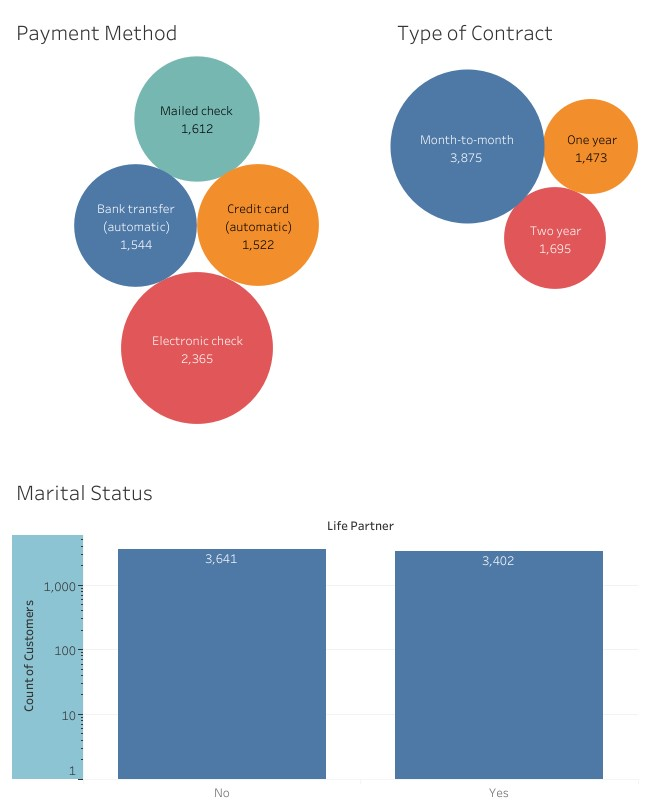 Payment Method
Mailed check
1,612
Bank transfer
(automatic)
1,544
Credit card
(automatic)
1,522
Electronic check
2,365
Type of Contract
Month-to-month
3,875
One year
1,473
Two year
1,695
Marital Status
Life Partner
Count of Customers
1,000
100
10
1
3,641
3,402
No
Yes